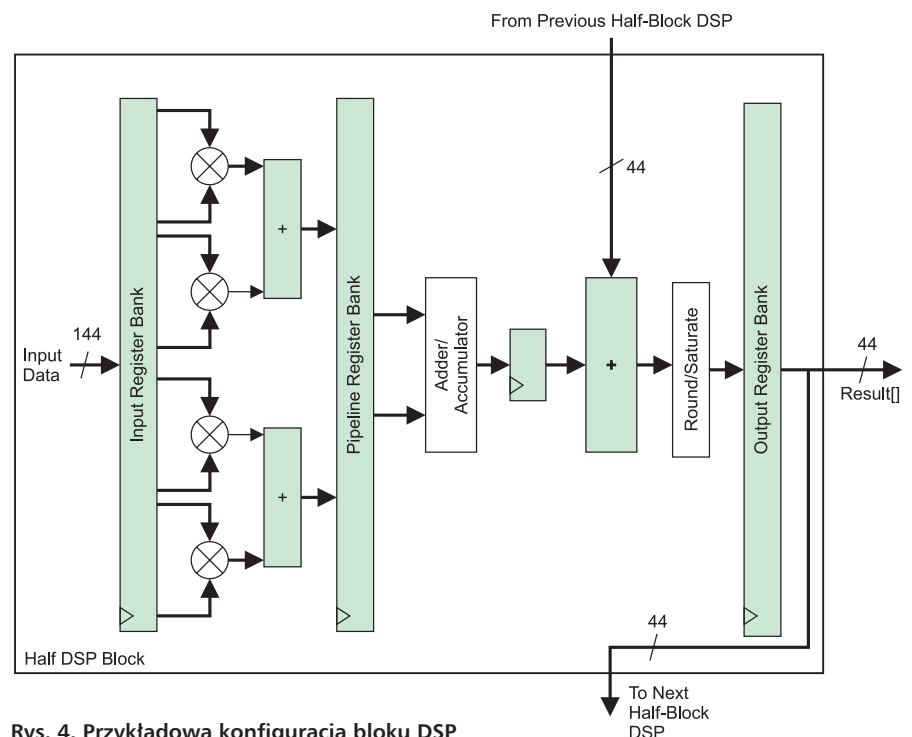 From Previous Half-Block DSP
44
Input Data
144
Input Register Bank
+
+
Pipeline Register Bank
Adder/
Accumulator
+
Round/Saturate
Output Register Bank
44
Result[]
Half DSP Block
44
To Next
Half-Block
DSP
Rys. 4. Przykładowa konfiguracja bloku DSP